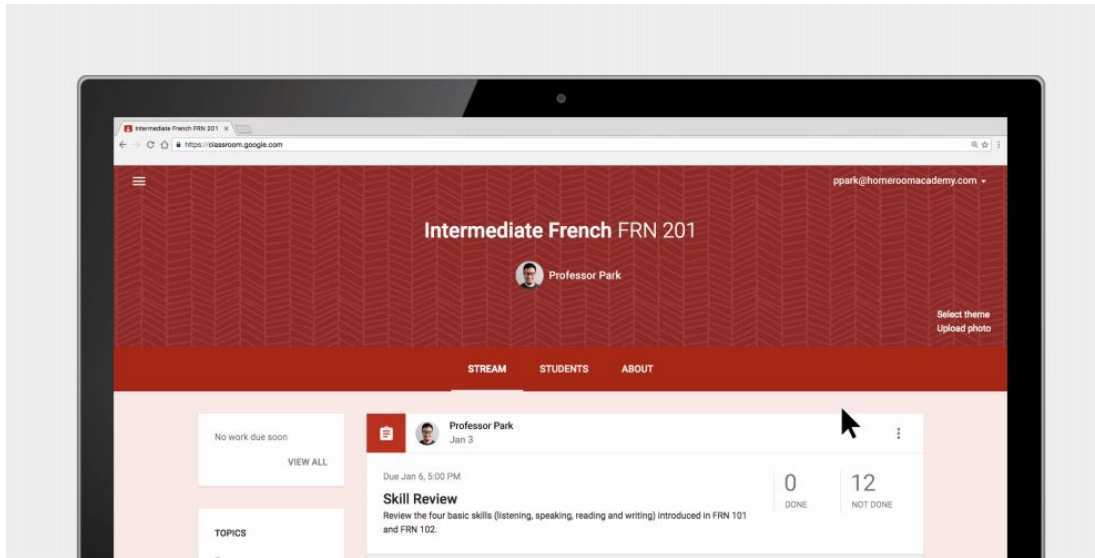 Intermediate French FRN 201
https://classroom.google.com
ppark@homeroomacademy.com
Intermediate French FRN 201
Professor Park
Select theme
Upload photo
STREAM STUDENTS ABOUT
No work due soon
VIEW ALL
Professor Park
Jan 3
Due Jan 6, 5:00 PM
Skill Review
Review the four basic skills (listening, speaking, reading and writing) introduced in FRN 101
and FRN 102.
0
DONE
12
NOT DONE
TOPICS